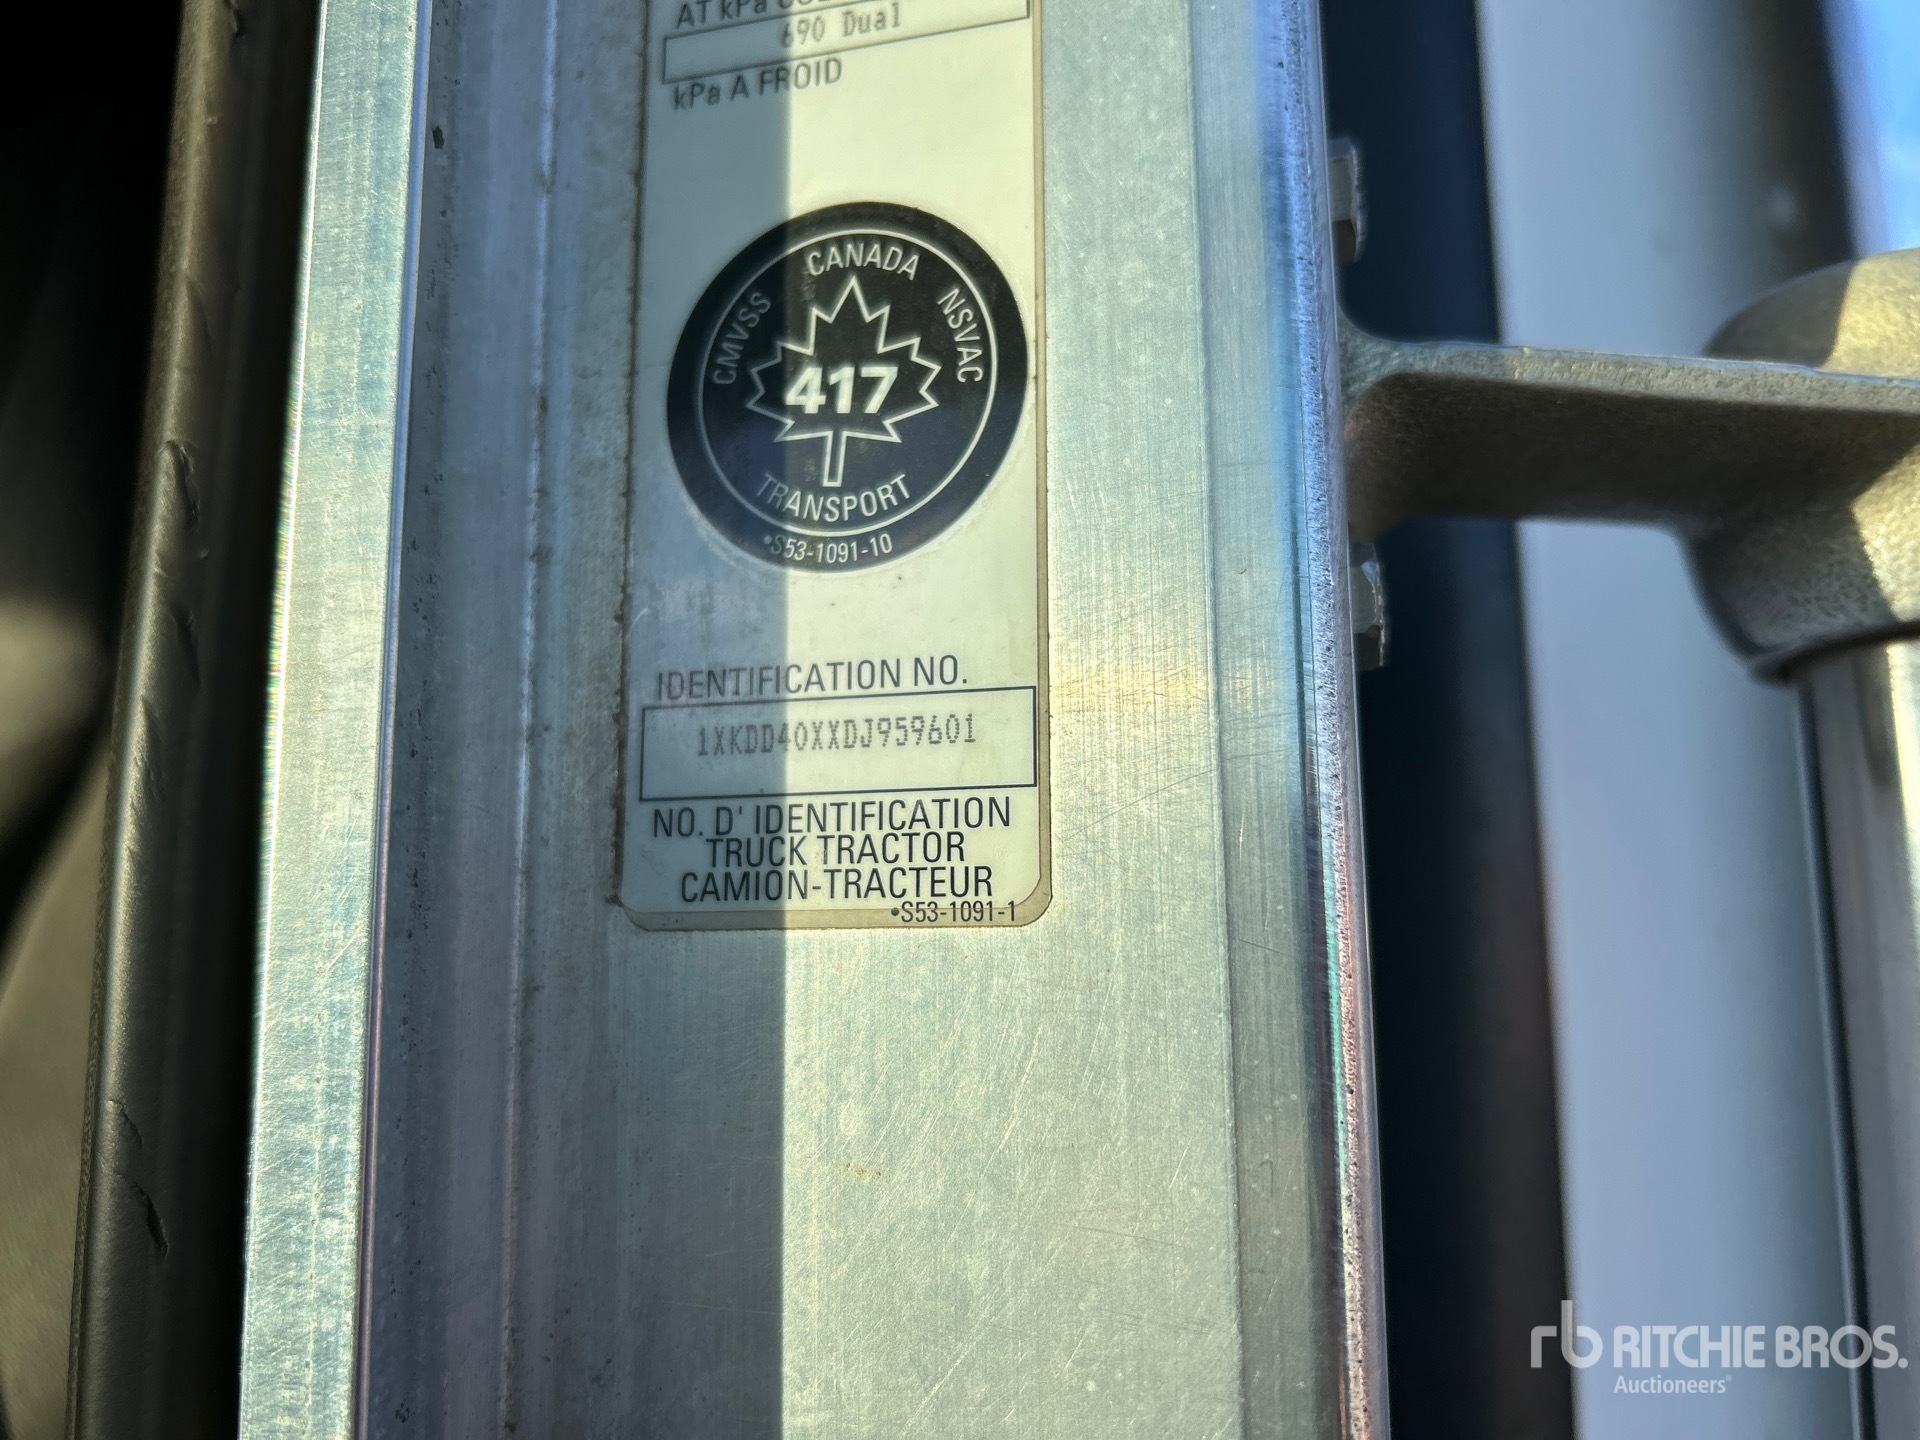 AT kPa
690 Dual
kPa A FROID
CANADA
CMVSS
NSVAC
417
TRANSPORT
•S53-1091-10
IDENTIFICATION NO.
1XKDD40XXDJ959601
NO. D' IDENTIFICATION
TRUCK TRACTOR
CAMION-TRACTEUR
•S53-1091-1
rb RITCHIE BROS.
Auctioneers®